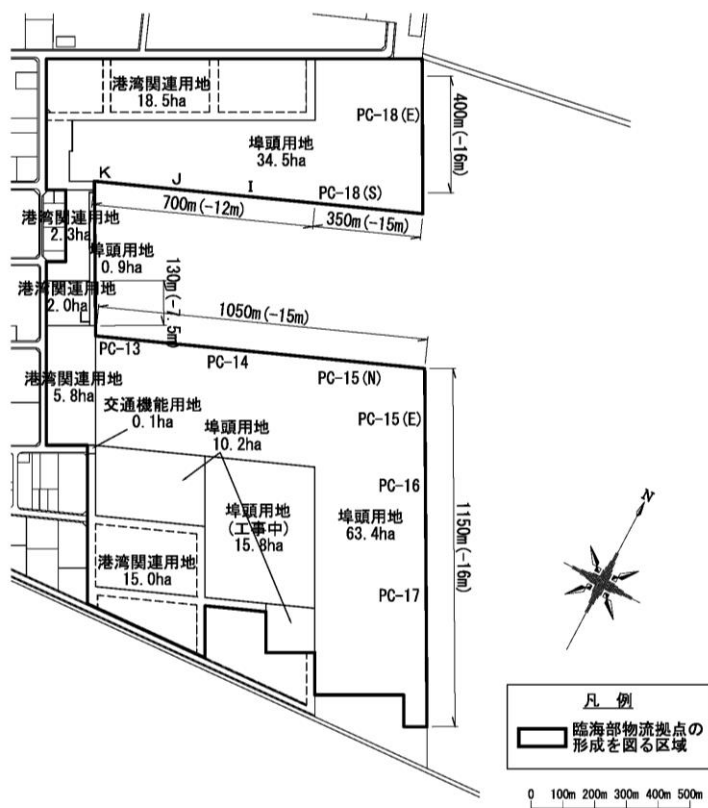 港湾関連用地
18.5ha
PC-18(E)
400m(-16m)
埠頭用地
34.5ha
K
J
I
PC-18(S)
700m(-12m)
350m(-15m)
港湾関連用地
2.3ha
埠頭用地
0.9ha
130m(-7.5m)
港湾関連用地
2.0ha
1050m(-15m)
PC-13
PC-14
PC-15(N)
港湾関連用地
5.8ha
交通機能用地
0.1ha
PC-15(E)
埠頭用地
10.2ha
PC-16
埠頭用地
(工事中)
15.8ha
埠頭用地
63.4ha
1150m(-16m)
港湾関連用地
15.0ha
PC-17
N
凡 例
臨海部物流拠点の
形成を図る区域
0 100m 200m 300m 400m 500m